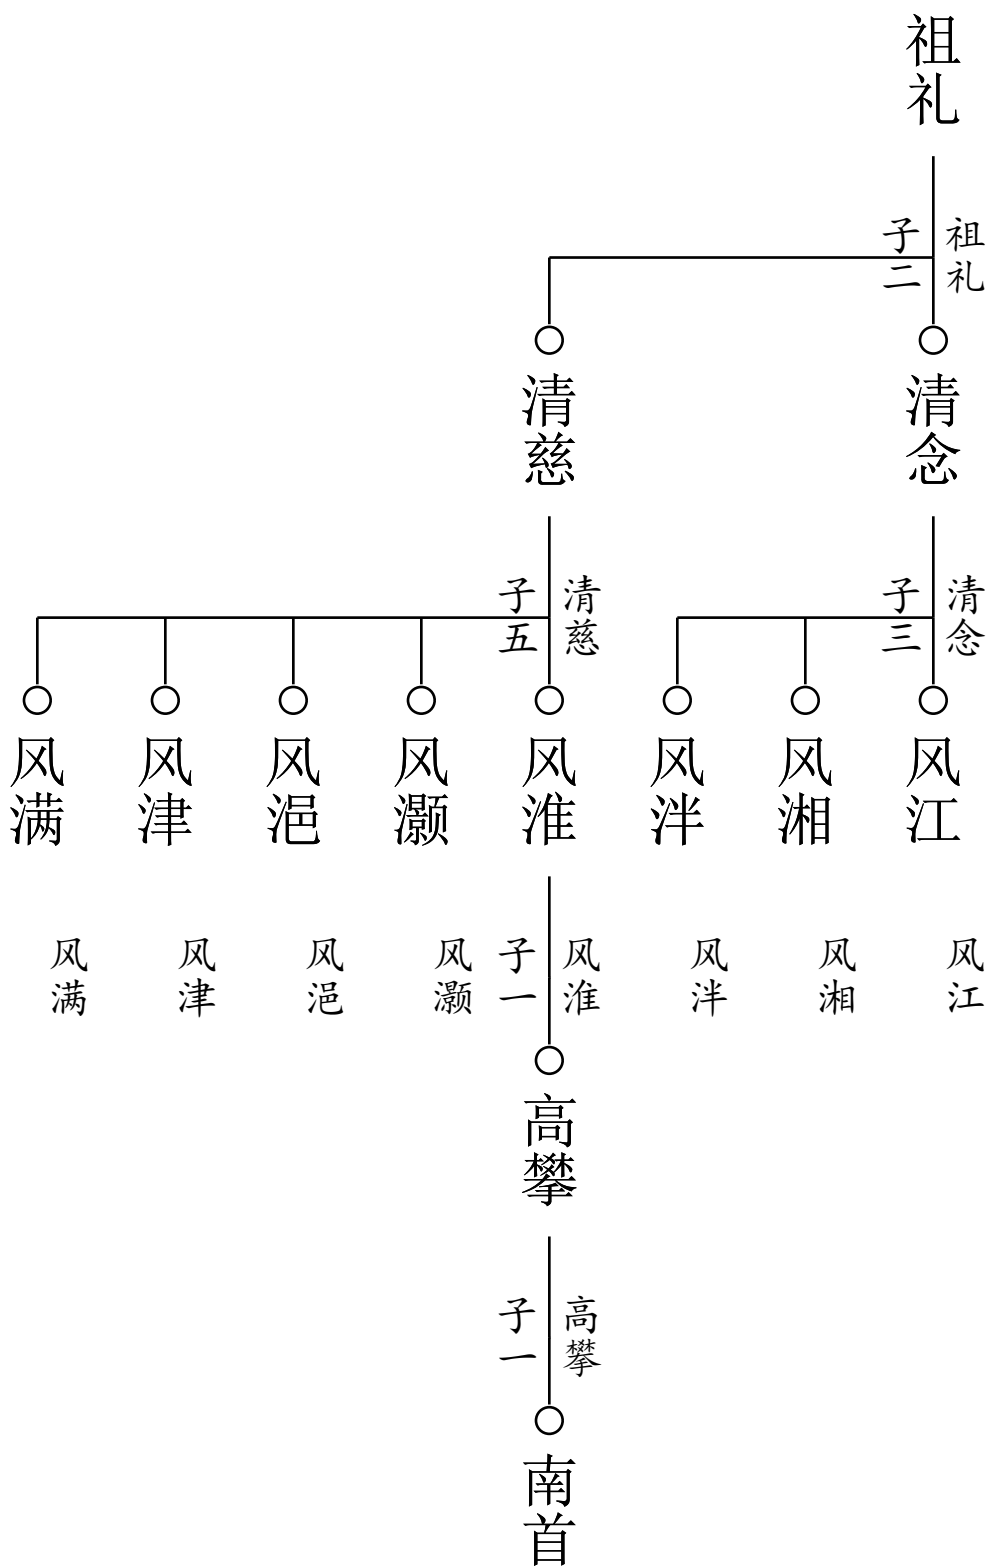 祖礼
祖礼
子二
清念
清慈
清念
子三
清慈
子五
风江
风湘
风泮
风淮
风灏
风浥
风津
风满
风江
风湘
风泮
风淮
子一
风灏
风浥
风津
风满
高攀
高攀
子一
南首